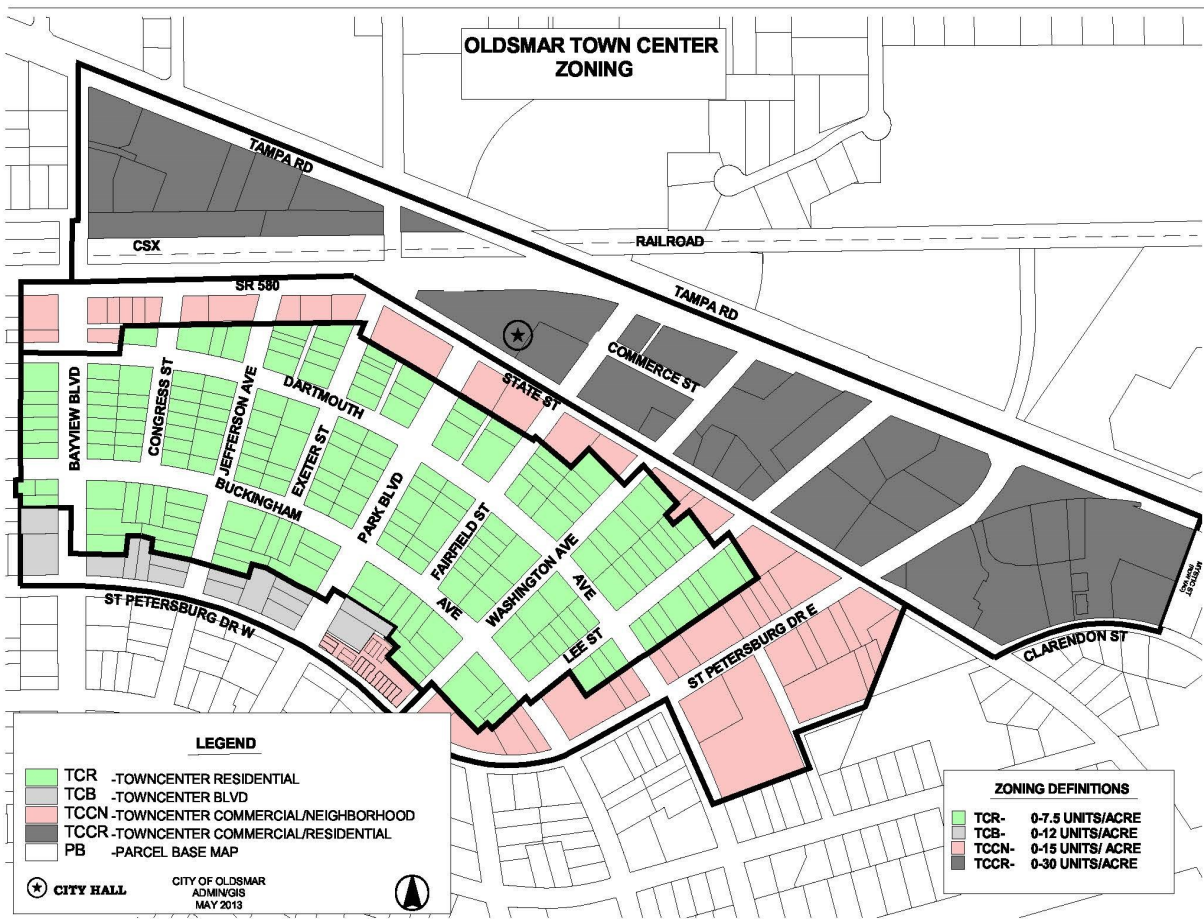 OLDSMAR TOWN CENTER
ZONING
TAMPA RD
CSX
RAILROAD
SR 580
TAMPA RD
COMMERCE ST
STATE ST
DARTMOUTH
BAYVIEW BLVD
CONGRESS ST
JEFFERSON AVE
EXETER ST
BUCKINGHAM
PARK BLVD
FAIRFIELD ST
WASHINGTON AVE
AVE
AVE
LEE ST
ST PETERSBURG DR W
ST PETERSBURG DR E
CLARENDON ST
LEGEND
TCR -TOWNCENTER RESIDENTIAL
TCB -TOWNCENTER BLVD
TCCN -TOWNCENTER COMMERCIAL/NEIGHBORHOOD
TCCR -TOWNCENTER COMMERCIAL/RESIDENTIAL
PB -PARCEL BASE MAP
CITY HALL
CITY OF OLDSMAR
ADMIN/GIS
MAY 2013
ZONING DEFINITIONS
TCR- 0-7.5 UNITS/ACRE
TCB- 0-12 UNITS/ACRE
TCCN- 0-15 UNITS/ ACRE
TCCR- 0-30 UNITS/ACRE